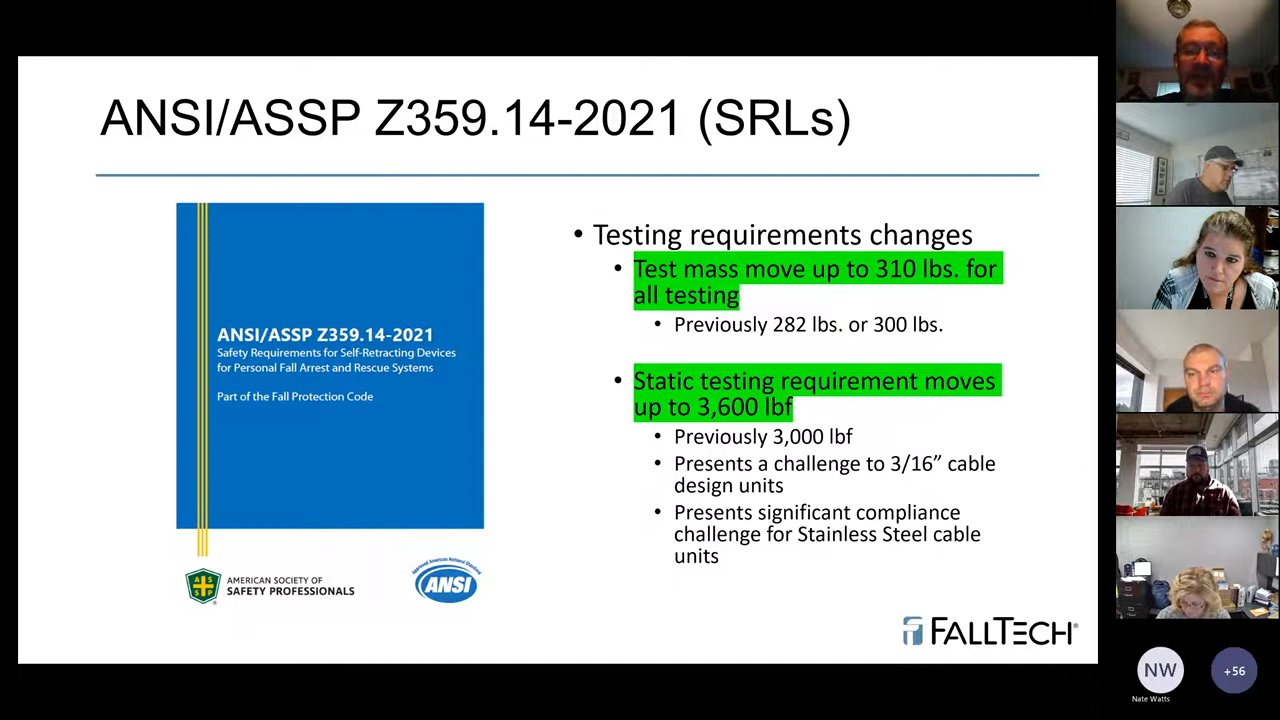 ANSI/ASSP Z359.14-2021 (SRLs)
ANSI/ASSP Z359.14-2021
Safety Requirements for Self-Retracting Devices
for Personal Fall Arrest and Rescue Systems
Part of the Fall Protection Code
A S
S P
AMERICAN SOCIETY OF
SAFETY PROFESSIONALS
Approved American National Standard
ANSI
• Testing requirements changes
• Test mass move up to 310 lbs. for
all testing
• Previously 282 lbs. or 300 lbs.
• Static testing requirement moves
up to 3,600 lbf
• Previously 3,000 lbf
• Presents a challenge to 3/16” cable
design units
• Presents significant compliance
challenge for Stainless Steel cable
units
FALLTECH®
NW
Nate Watts
+56